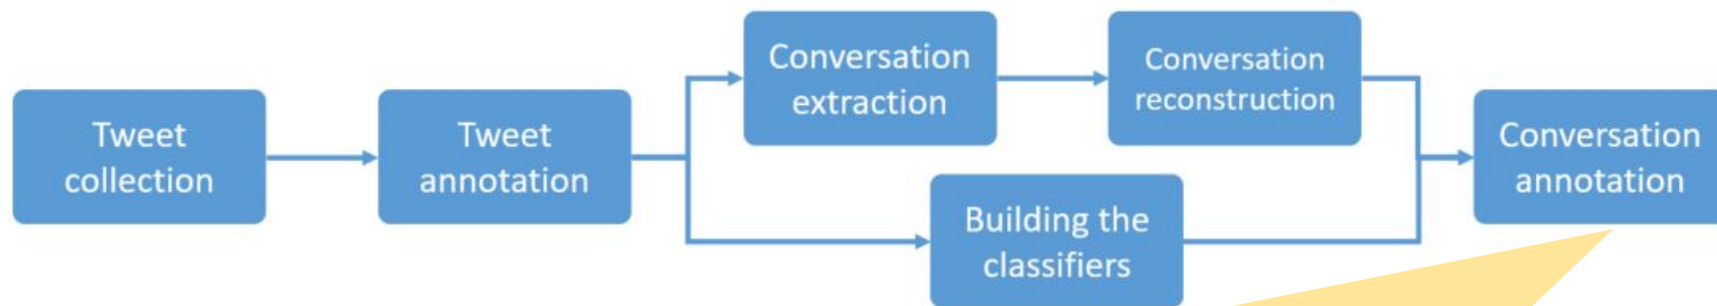 Tweet
collection
Tweet
annotation
Conversation
extraction
Conversation
reconstruction
Building the
classifiers
Conversation
annotation